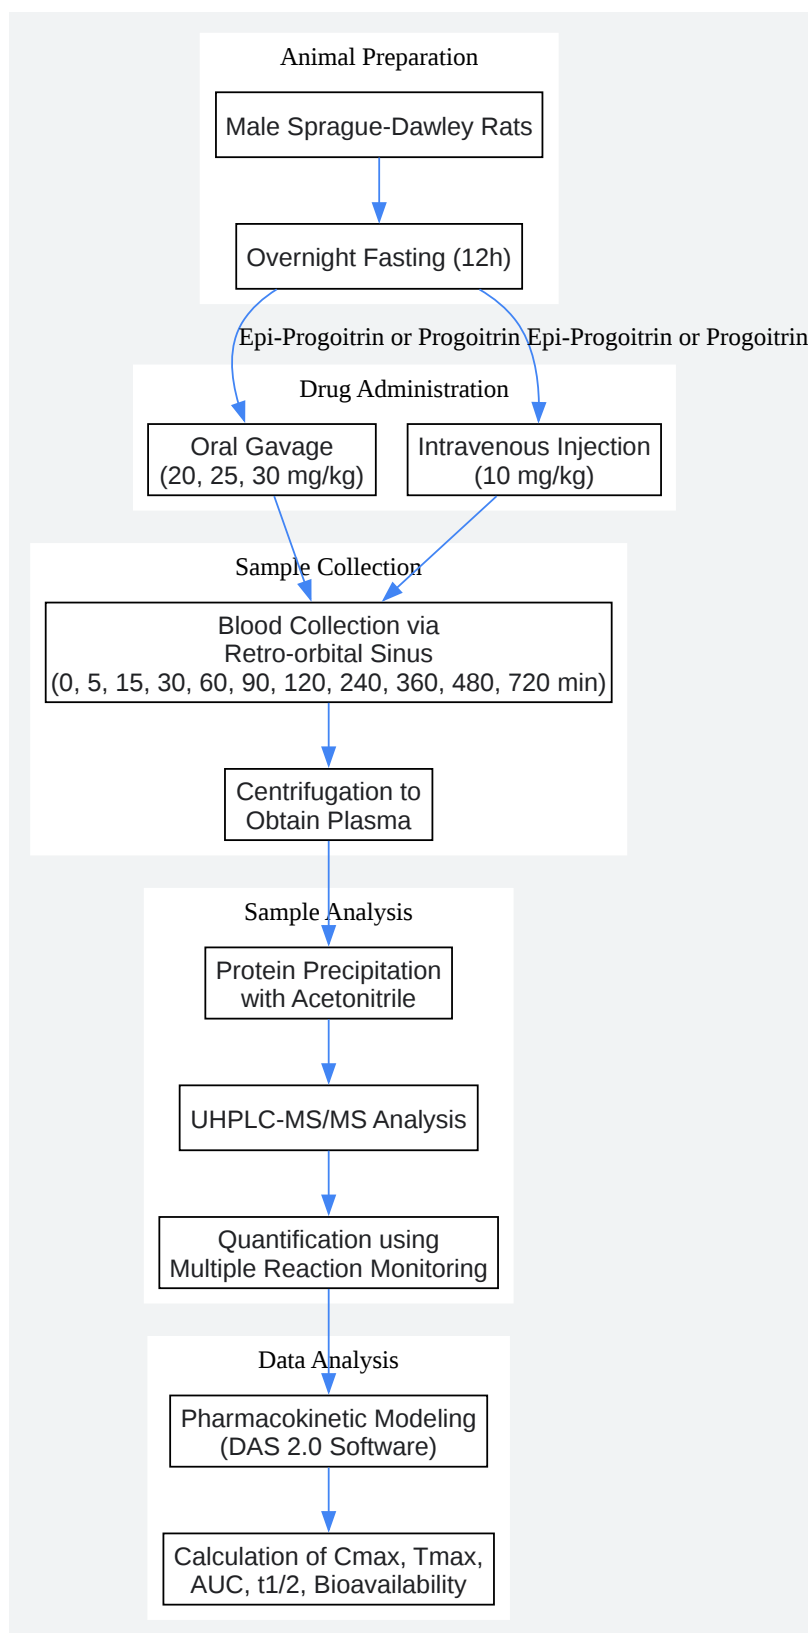 Animal Preparation
Male Sprague-Dawley Rats
Overnight Fasting (12h)
Epi-Progoitrin or Progoitrin
Epi-Progoitrin or Progoitrin
Drug Administration
Oral Gavage
(20, 25, 30 mg/kg)
Intravenous Injection
(10 mg/kg)
Sample Collection
Blood Collection via
Retro-orbital Sinus
(0, 5, 15, 30, 60, 90, 120, 240, 360, 480, 720 min)
Centrifugation to
Obtain Plasma
Sample Analysis
Protein Precipitation
with Acetonitrile
UHPLC-MS/MS Analysis
Quantification using
Multiple Reaction Monitoring
Data Analysis
Pharmacokinetic Modeling
(DAS 2.0 Software)
Calculation of Cmax, Tmax,
AUC, t1/2, Bioavailability